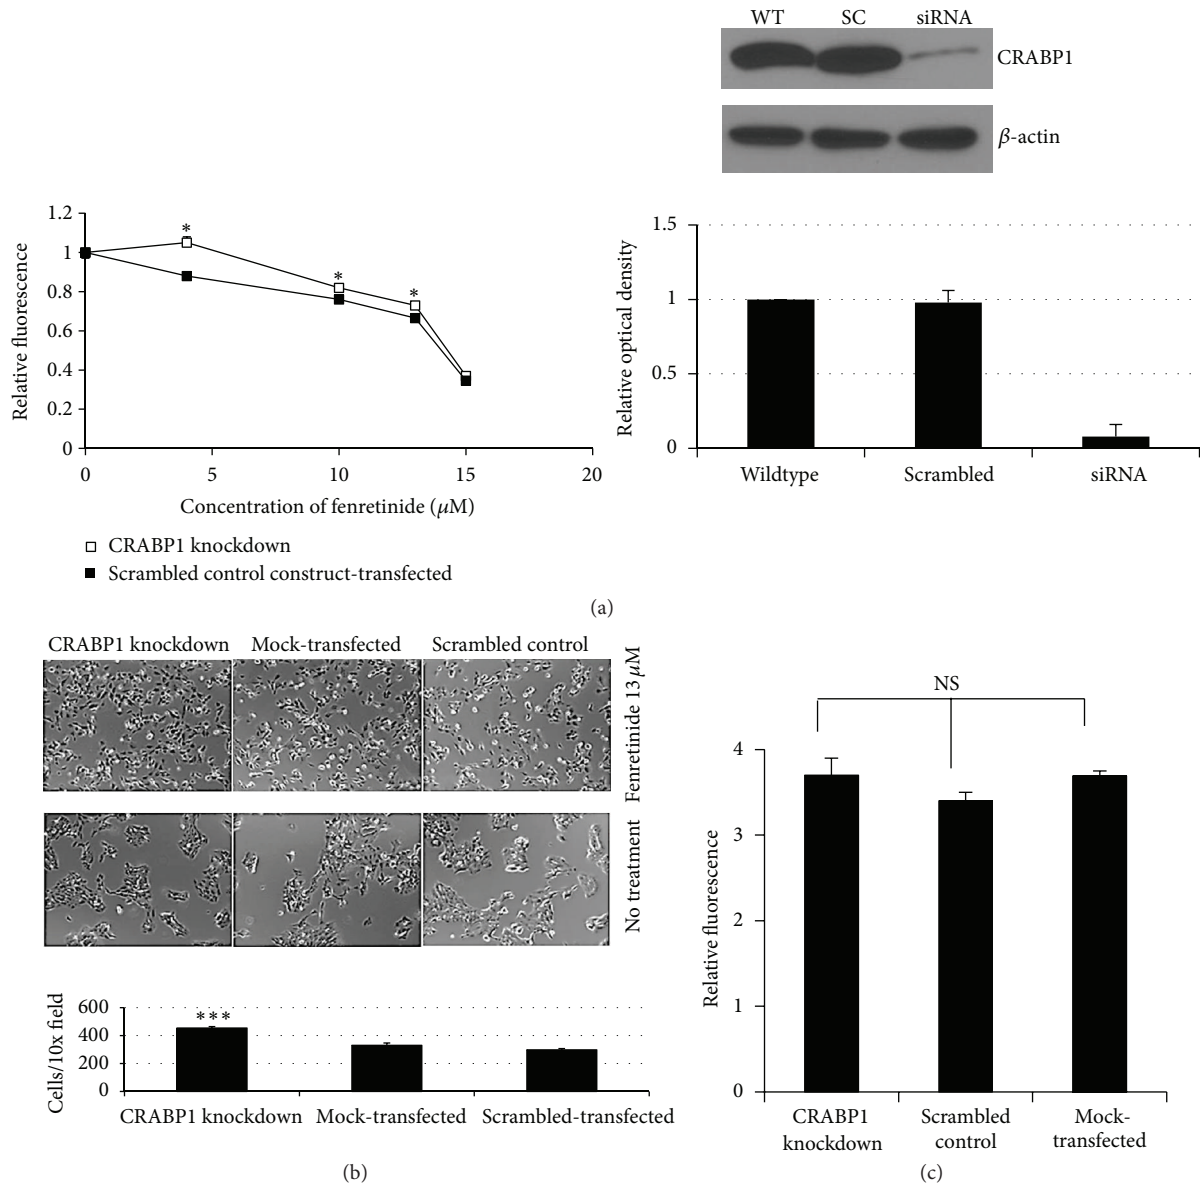 WT SC siRNA
CRABP1
β-actin
1.2
1
0.8
0.6
0.4
0.2
0
Relative fluorescence
* * *
0 5 10 15 20
Concentration of fenretinide (μM)
CRABP1 knockdown
Scrambled control construct-transfected
1.5
1
0.5
0
Relative optical density
Wildtype Scrambled siRNA
(a)
CRABP1 knockdown Mock-transfected Scrambled control
Fenretinide 13 μM
No treatment
600
400
200
0
Cells/10x field
***
CRABP1 knockdown Mock-transfected Scrambled-transfected
(b)
NS
4
3
2
1
0
Relative fluorescence
CRABP1 knockdown
Scrambled control
Mock-transfected
(c)